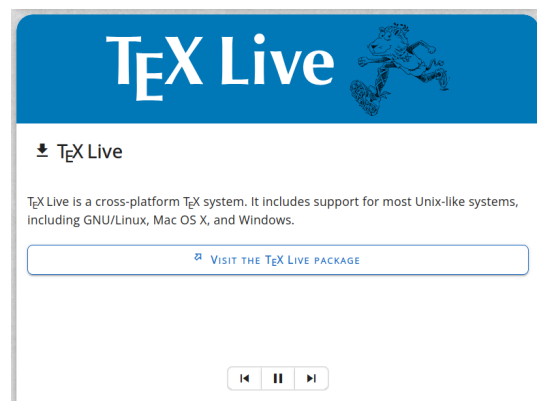 TEX Live
TEX Live
TEX Live is a cross-platform TEX system. It includes support for most Unix-like systems,
including GNU/Linux, Mac OS X, and Windows.
VISIT THE TEX LIVE PACKAGE